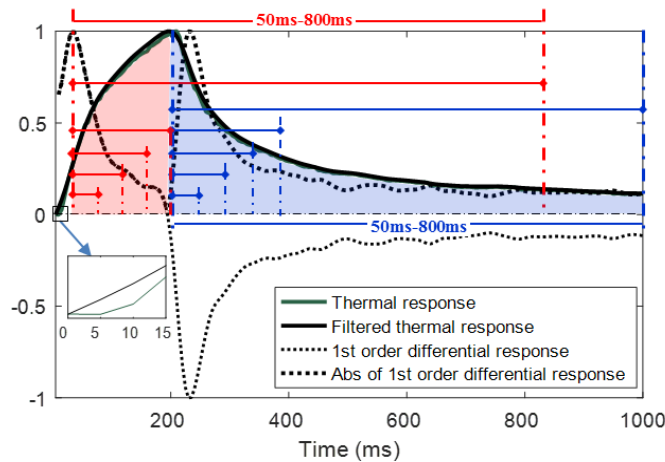 50ms-800ms
1
0.5
0
50ms-800ms
-0.5
0 5 10 15
Thermal response
Filtered thermal response
1st order differential response
Abs of 1st order differential response
-1
0 200 400 600 800 1000
Time (ms)